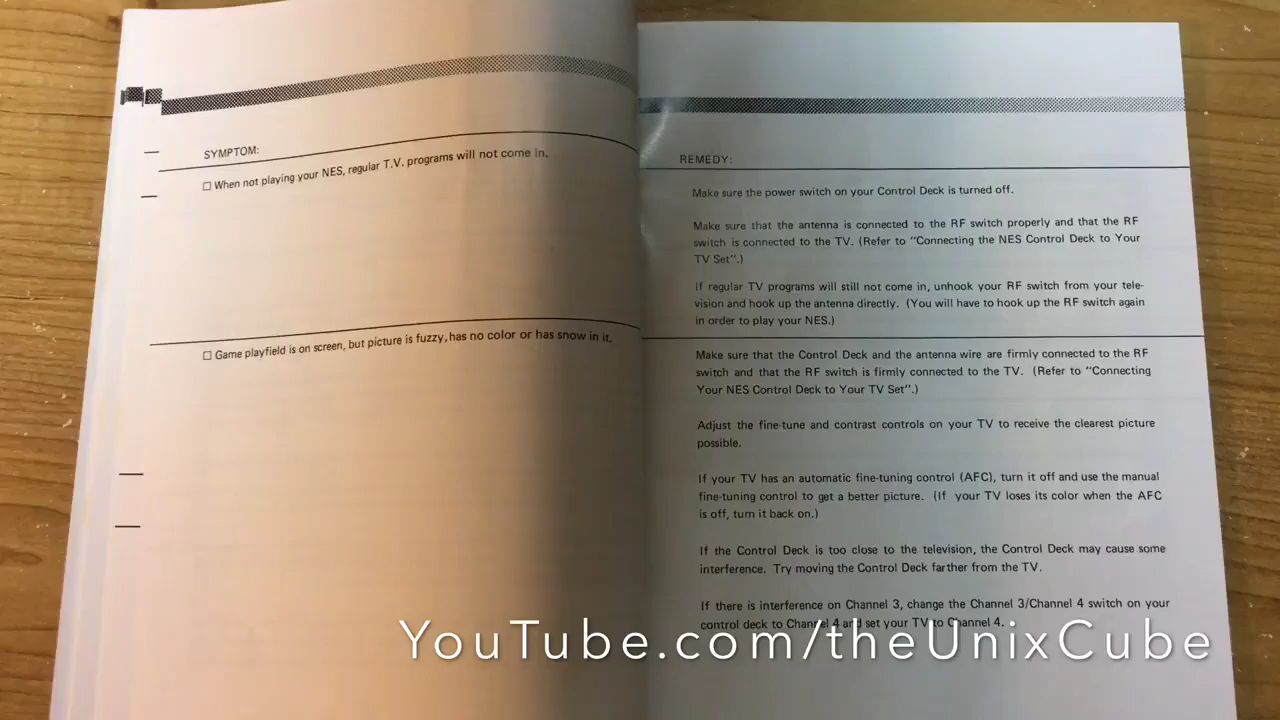 SYMPTOM:
☐ When not playing your NES, regular T.V. programs will not come in.
☐ Game playfield is on screen, but picture is fuzzy, has no color or has snow in it.
REMEDY:
Make sure the power switch on your Control Deck is turned off.
Make sure that the antenna is connected to the RF switch properly and that the RF
switch is connected to the TV. (Refer to "Connecting the NES Control Deck to Your
TV Set".)
If regular TV programs will still not come in, unhook your RF switch from your tele-
vision and hook up the antenna directly. (You will have to hook up the RF switch again
in order to play your NES.)
Make sure that the Control Deck and the antenna wire are firmly connected to the RF
switch and that the RF switch is firmly connected to the TV. (Refer to "Connecting
Your NES Control Deck to Your TV Set".)
Adjust the fine-tune and contrast controls on your TV to receive the clearest picture
possible.
If your TV has an automatic fine-tuning control (AFC), turn it off and use the manual
fine-tuning control to get a better picture. (If your TV loses its color when the AFC
is off, turn it back on.)
If the Control Deck is too close to the television, the Control Deck may cause some
interference. Try moving the Control Deck farther from the TV.
If there is interference on Channel 3, change the Channel 3/Channel 4 switch on your
control deck to Channel 4 and set your TV to Channel 4.
YouTube.com/theUnixCube